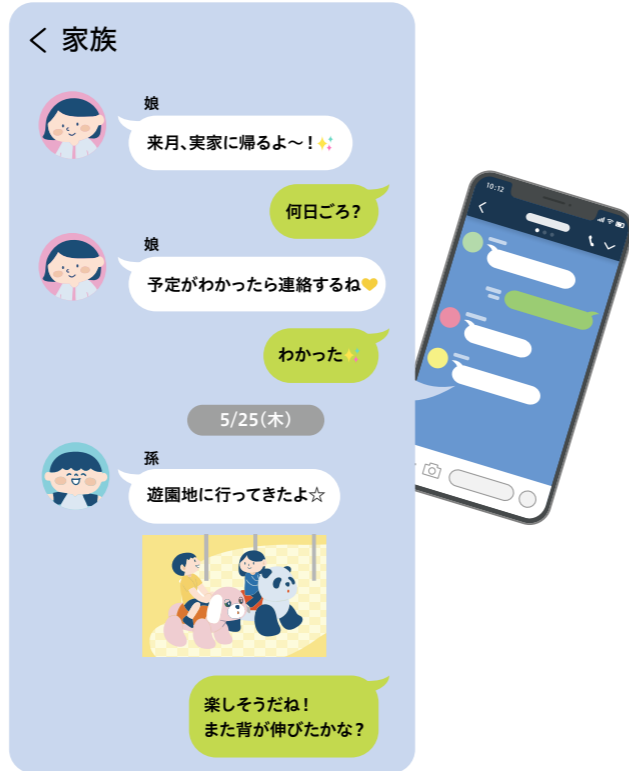 家族
娘
来月、実家に帰るよ〜！✨
何日ごろ？
娘
予定がわかったら連絡するね💛
わかった✨
5/25(木)
孫
遊園地に行ってきたよ☆
楽しそうだね！
また背が伸びたかな？
10:12